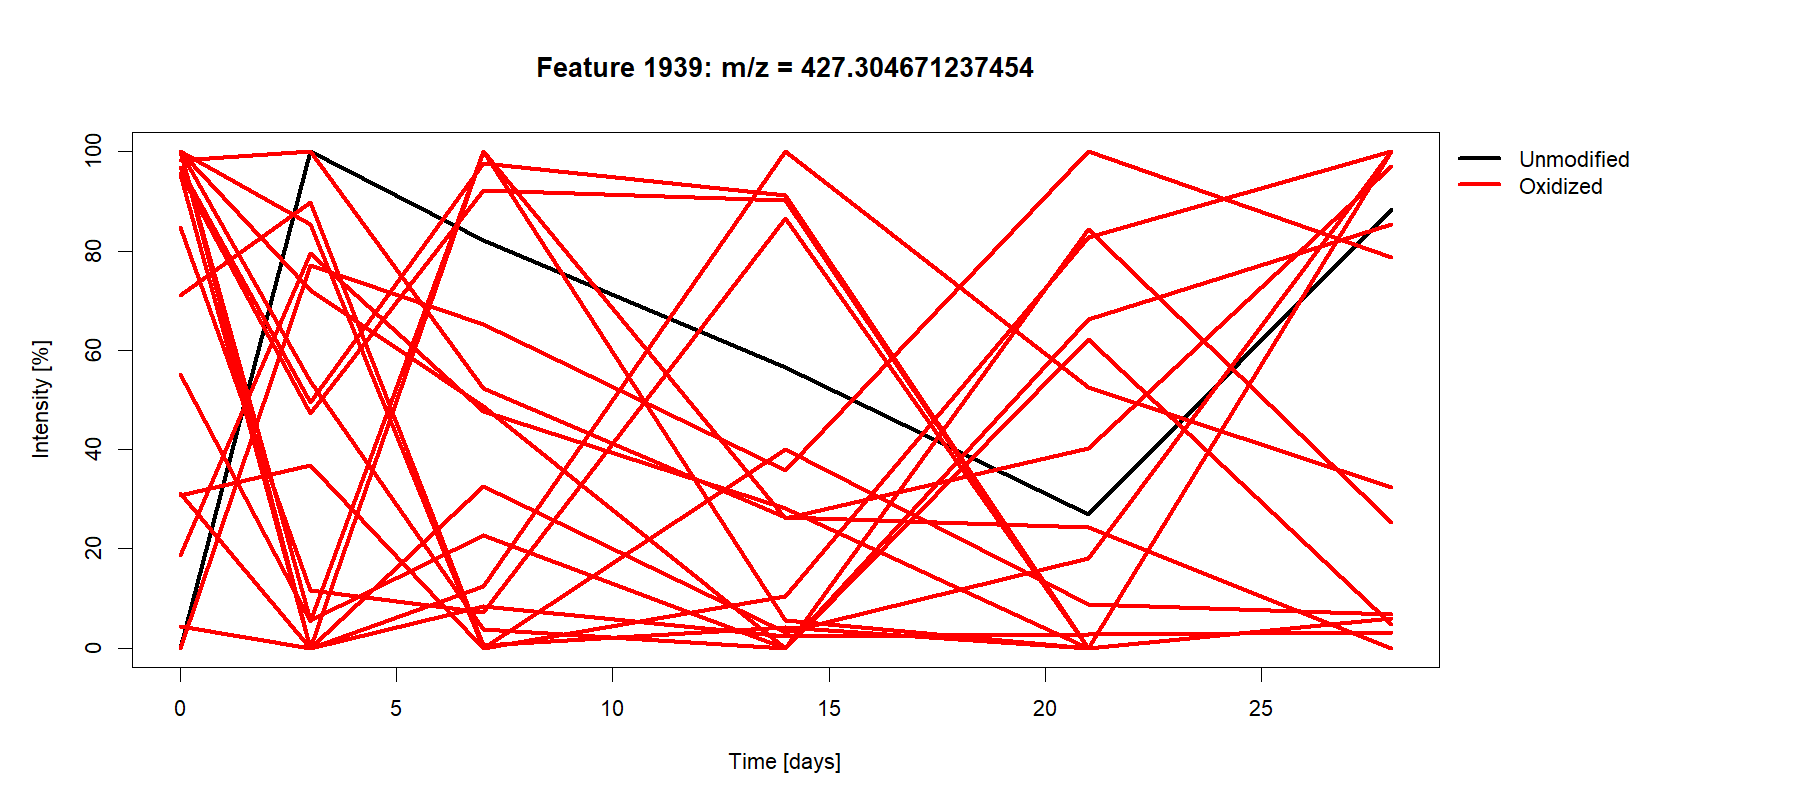 Feature 1939: m/z = 427.304671237454
Unmodified
Oxidized
Intensity [%]
100
80
60
40
20
0
0 5 10 15 20 25
Time [days]